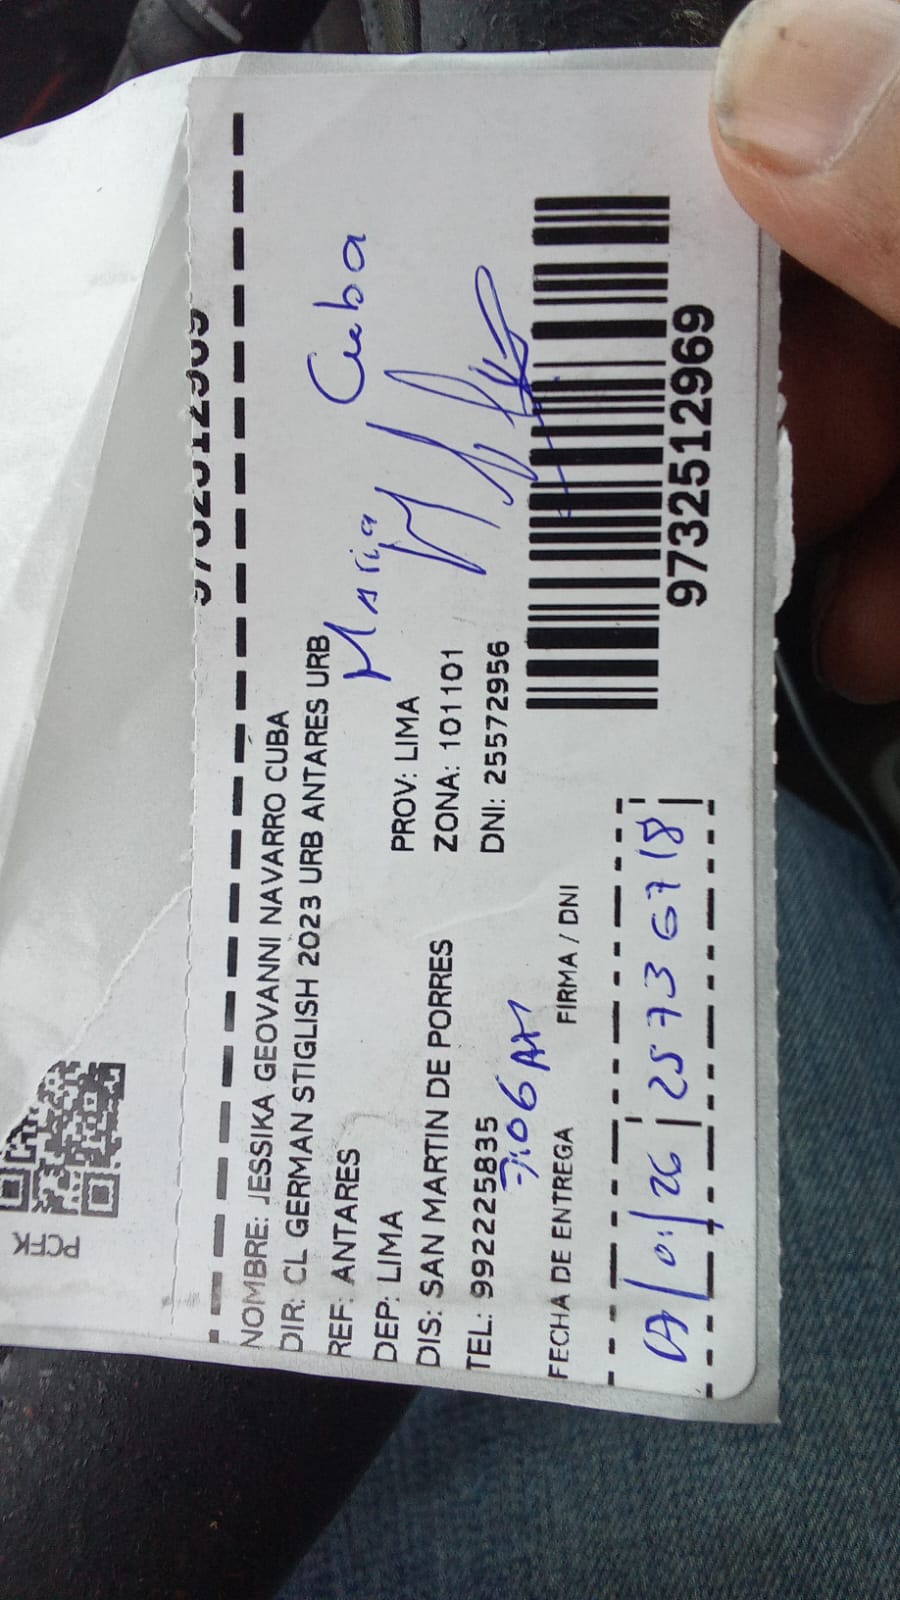 PCFK
NOMBRE: JESSIKA GEOVANNI NAVARRO CUBA
DIR: CL GERMAN STIGLISH 2023 URB ANTARES URB
REF: ANTARES
Maria Cuba
DEP: LIMA PROV: LIMA
DIS: SAN MARTIN DE PORRES ZONA: 101101
TEL: 992225835 DNI: 25572956
7:06 AM
FECHA DE ENTREGA FIRMA / DNI
/01/26 25736718
9732512969